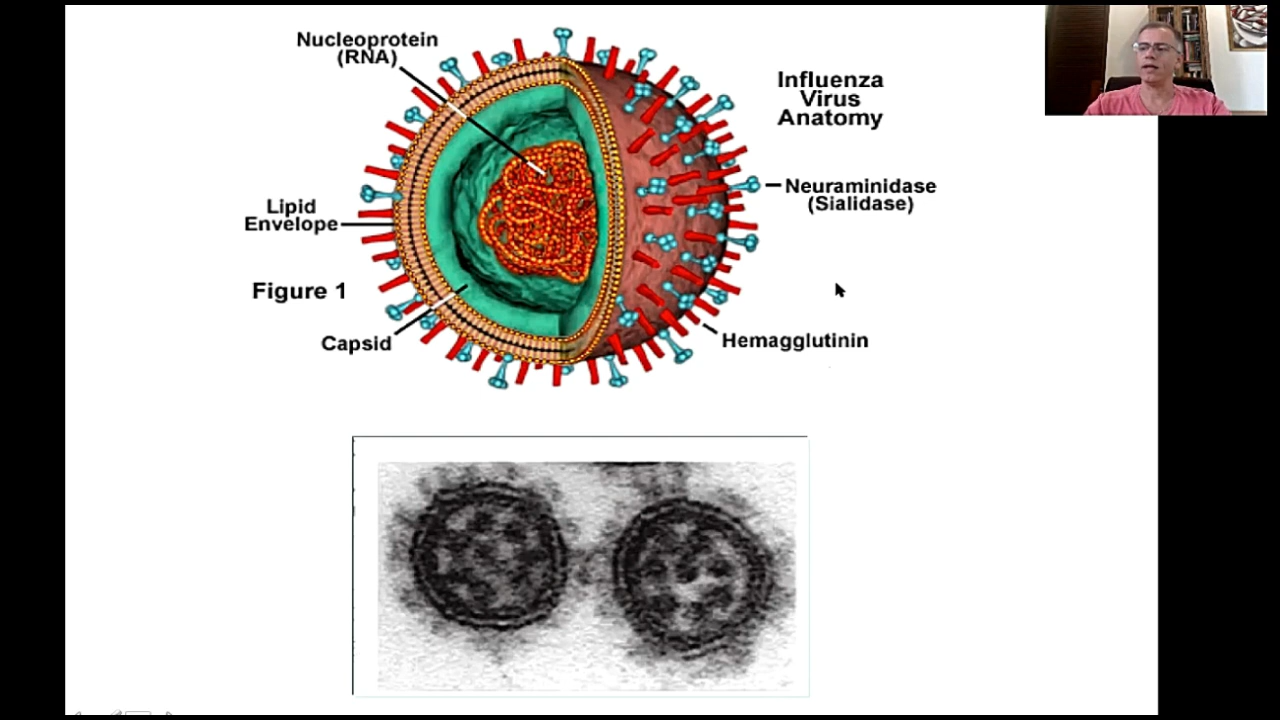 Nucleoprotein
(RNA)
Influenza
Virus
Anatomy
Neuraminidase
(Sialidase)
Lipid
Envelope
Figure 1
Capsid
Hemagglutinin